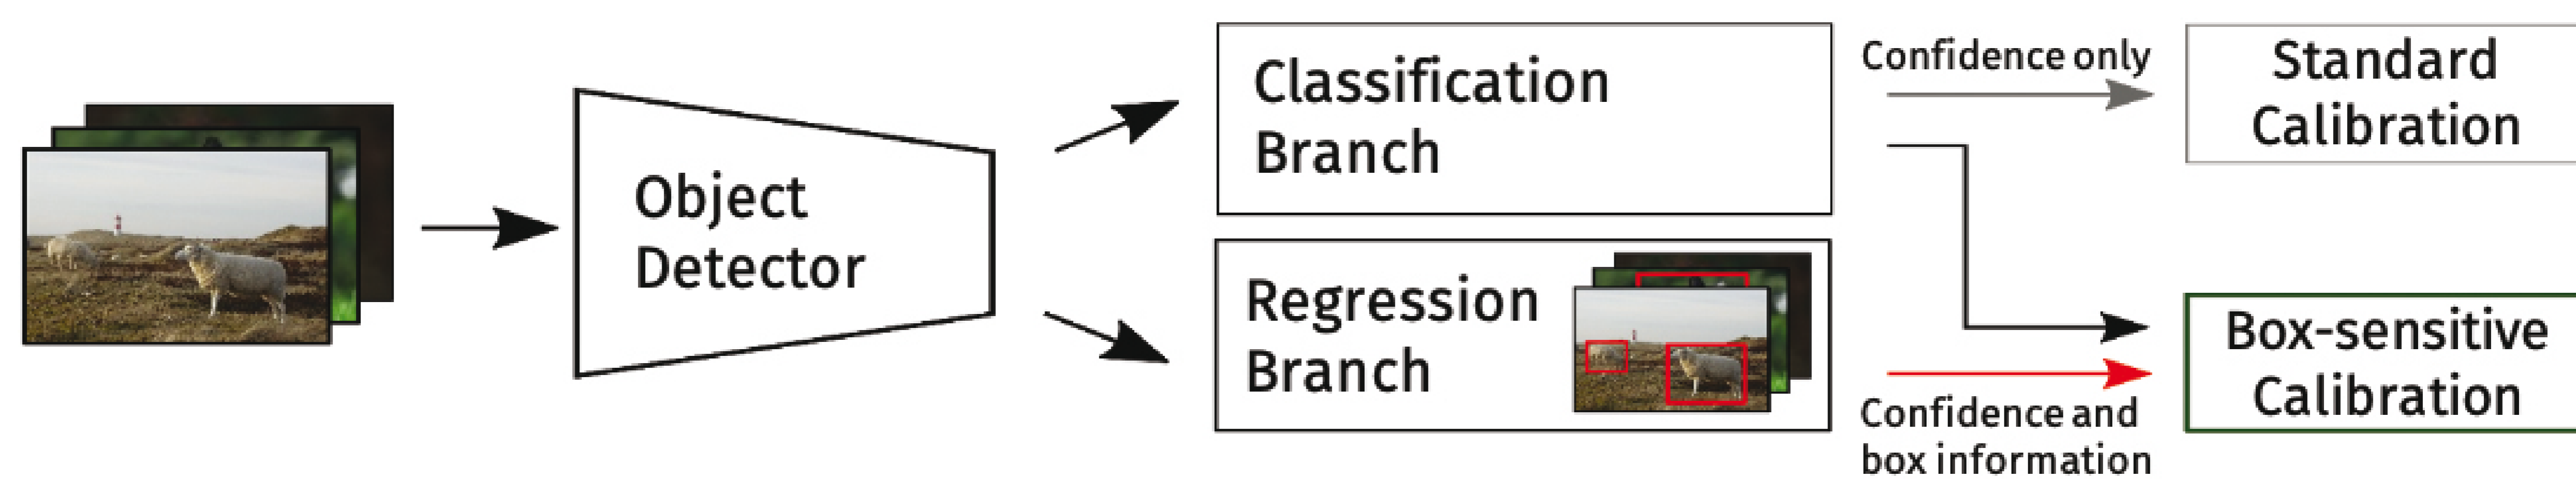 Object
Detector
Classification
Branch
Regression
Branch
Confidence only
Standard
Calibration
Box-sensitive
Calibration
Confidence and
box information